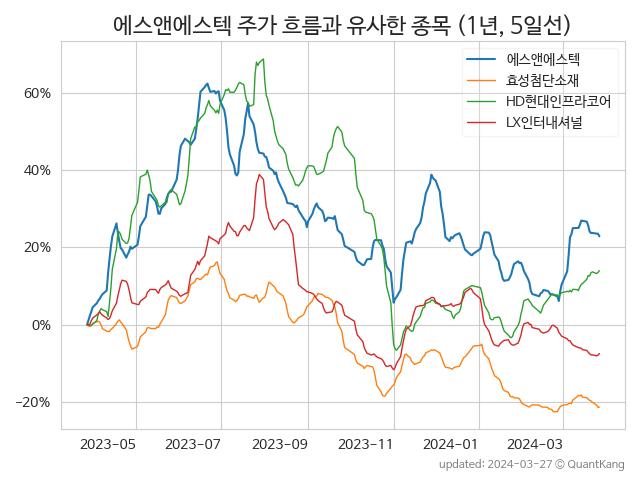 에스앤에스텍 주가 흐름과 유사한 종목 (1년, 5일선)
에스앤에스텍
효성첨단소재
HD현대인프라코어
LX인터내셔널
60%
40%
20%
0%
−20%
2023−05 2023−07 2023−09 2023−11 2024−01 2024−03
updated: 2024-03-27 © QuantKang